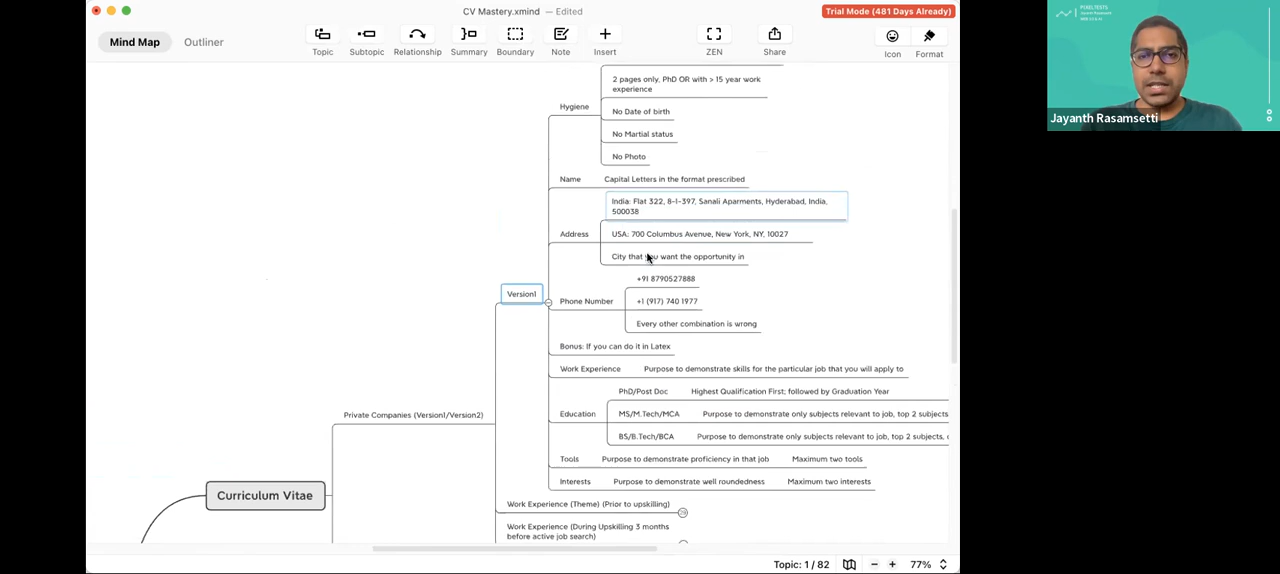 CV Mastery.xmind — Edited
Trial Mode (481 Days Already)
Mind Map
Outliner
Topic
Subtopic
Relationship
Summary
Boundary
Note
Insert
ZEN
Share
Icon
Format
PIXELTESTS
Jayanth Rasamsetti
Jayanth Rasamsetti
2 pages only, PhD OR with > 15 year work
experience
Hygiene
No Date of birth
No Martial status
No Photo
Name
Capital Letters in the format prescribed
India: Flat 322, 8-1-397, Sanali Aparments, Hyderabad, India,
500038
Address
USA: 700 Columbus Avenue, New York, NY, 10027
City that you want the opportunity in
+91 8790527888
Version1
Phone Number
+1 (917) 740 1977
Every other combination is wrong
Bonus: If you can do it in Latex
Work Experience
Purpose to demonstrate skills for the particular job that you will apply to
PhD/Post Doc
Highest Qualification First; followed by Graduation Year
Education
MS/M.Tech/MCA
Purpose to demonstrate only subjects relevant to job, top 2 subjects
BS/B.Tech/BCA
Purpose to demonstrate only subjects relevant to job, top 2 subjects,
Private Companies (Version1/Version2)
Tools
Purpose to demonstrate proficiency in that job
Maximum two tools
Interests
Purpose to demonstrate well roundedness
Maximum two interests
Curriculum Vitae
Work Experience (Theme) (Prior to upskilling)
Work Experience (During Upskilling 3 months
before active job search)
Topic: 1 / 82
77%